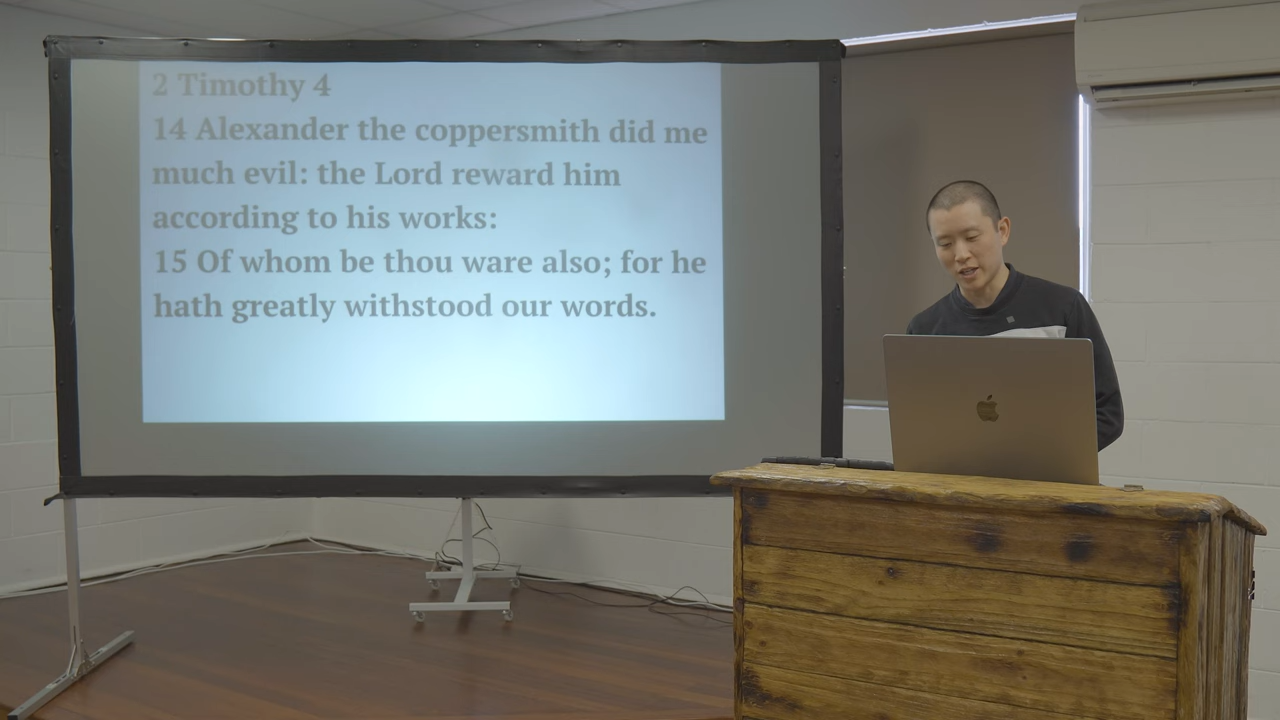 2 Timothy 4
14 Alexander the coppersmith did me
much evil: the Lord reward him
according to his works:
15 Of whom be thou ware also; for he
hath greatly withstood our words.